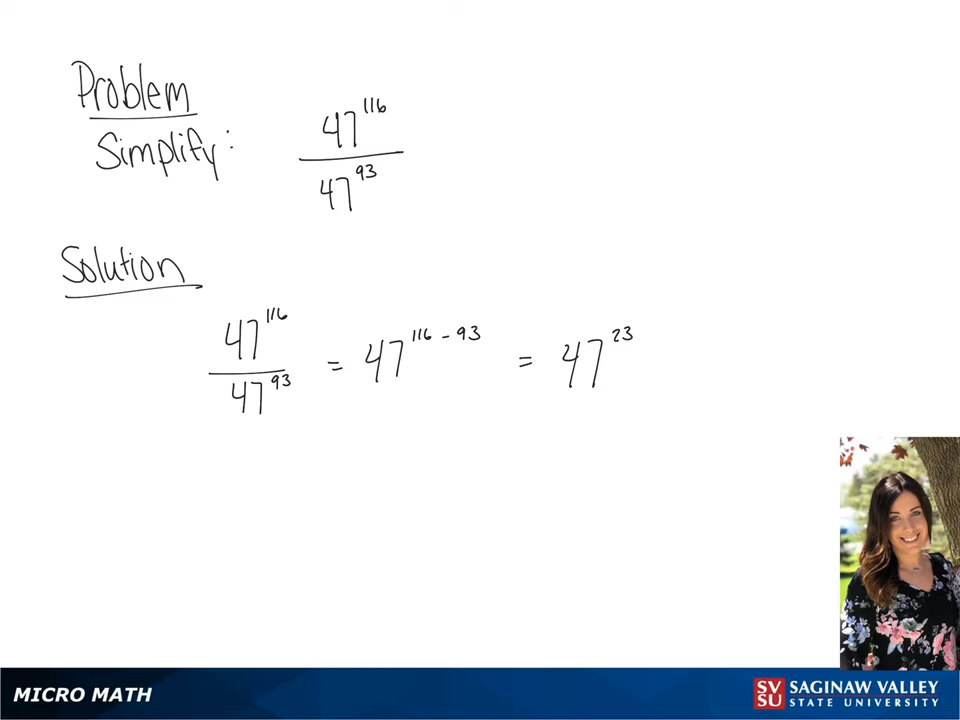 Problem
Simplify: 47^116 / 47^93
Solution
47^116 / 47^93 = 47^116-93 = 47^23
MICRO MATH
SVSU SAGINAW VALLEY
STATE UNIVERSITY